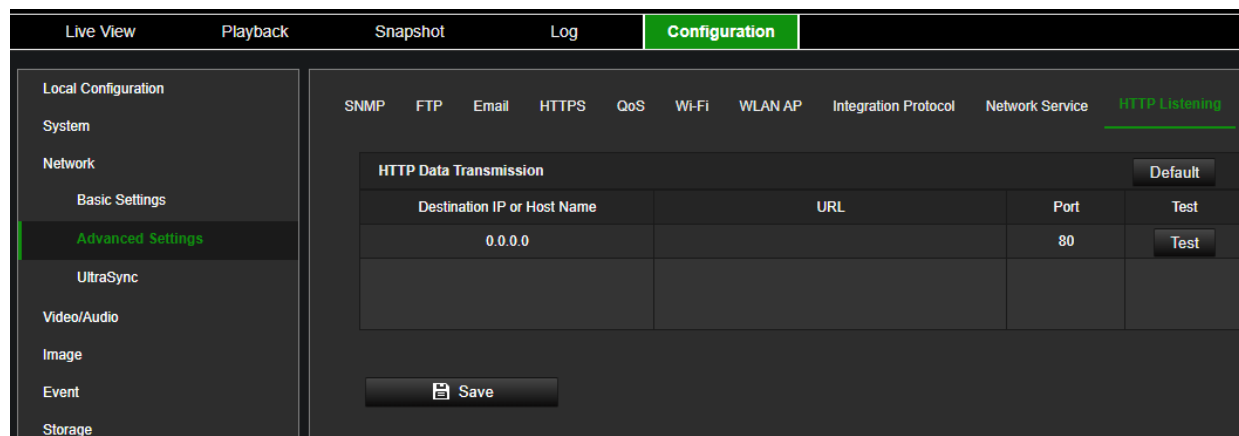 Live View Playback Snapshot Log Configuration
Local Configuration
System
Network
Basic Settings
Advanced Settings
UltraSync
Video/Audio
Image
Event
Storage
SNMP FTP Email HTTPS QoS Wi-Fi WLAN AP Integration Protocol Network Service HTTP Listening
HTTP Data Transmission Default
Destination IP or Host Name URL Port Test
0.0.0.0 80 Test
Save